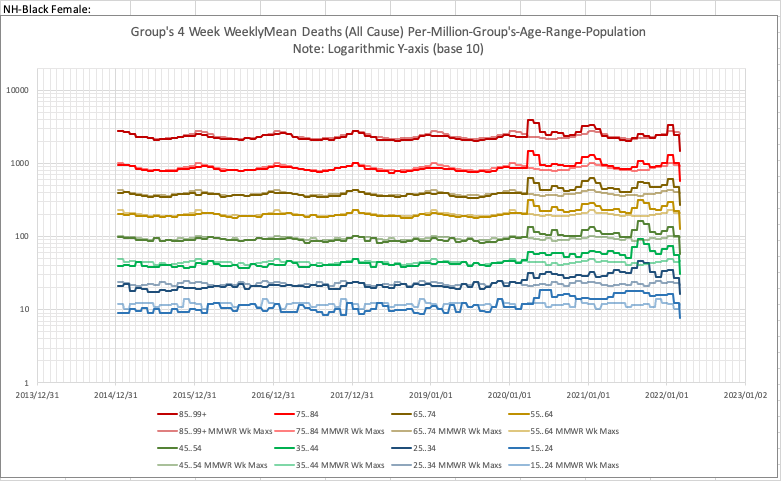 NH-Black Female:
Group's 4 Week WeeklyMean Deaths (All Cause) Per-Million-Group's-Age-Range-Population
Note: Logarithmic Y-axis (base 10)
10000
1000
100
10
1
2013/12/31 2014/12/31 2015/12/31 2016/12/31 2017/12/31 2019/01/01 2020/01/01 2021/01/01 2022/01/01 2023/01/02
85..99+ 75..84 65..74 55..64
85..99+ MMWR Wk Maxs 75..84 MMWR Wk Maxs 65..74 MMWR Wk Maxs 55..64 MMWR Wk Maxs
45..54 35..44 25..34 15..24
45..54 MMWR Wk Maxs 35..44 MMWR Wk Maxs 25..34 MMWR Wk Maxs 15..24 MMWR Wk Maxs